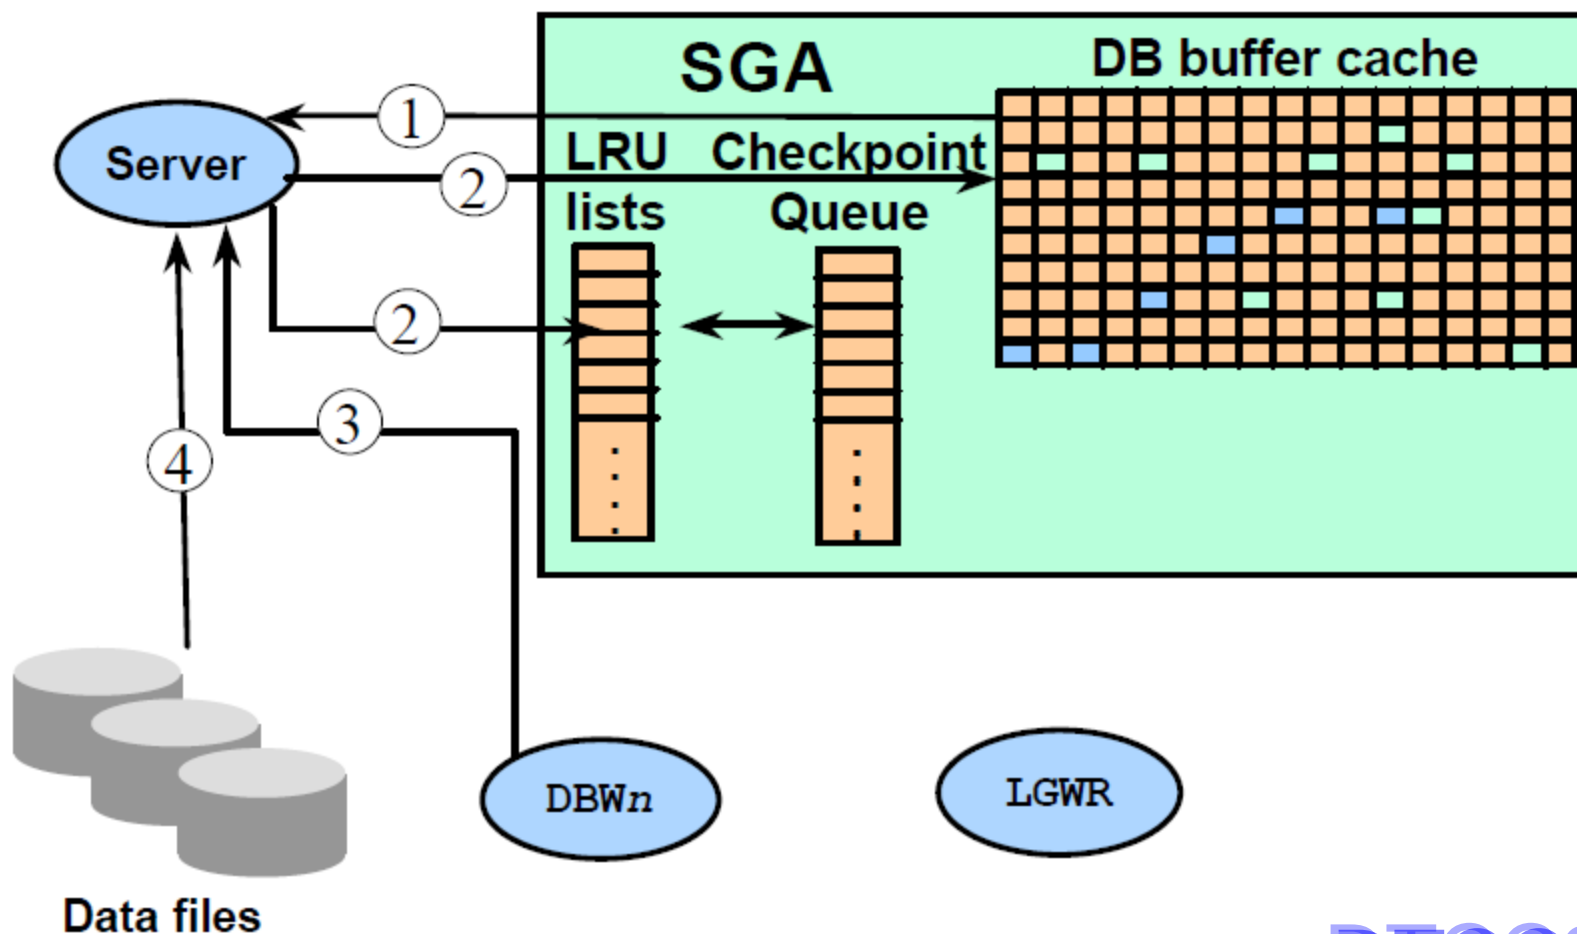 SGA
DB buffer cache
1
Server
LRU
Checkpoint
2
lists
Queue
2
3
4
DBWn
LGWR
Data files